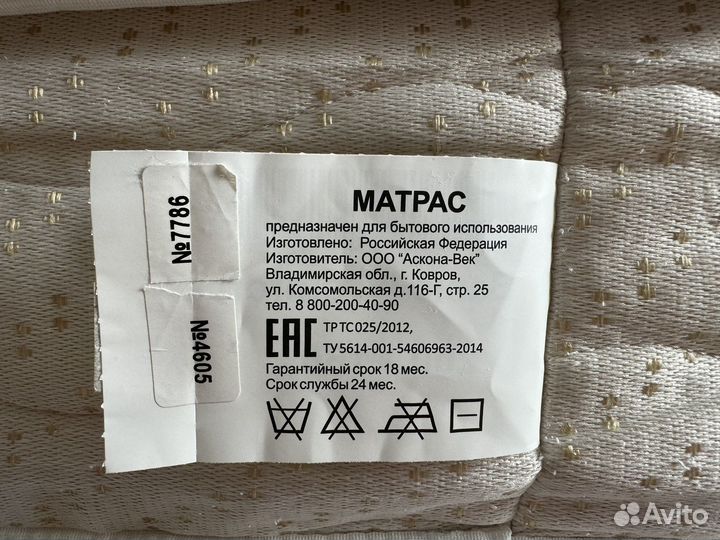 №7786
№4605
МАТРАС
предназначен для бытового использования
Изготовлено: Российская Федерация
Изготовитель: ООО "Аскона-Век"
Владимирская обл., г. Ковров,
ул. Комсомольская д.116-Г, стр. 25
тел. 8 800-200-40-90
ЕАС
ТР ТС 025/2012,
ТУ 5614-001-54606963-2014
Гарантийный срок 18 мес.
Срок службы 24 мес.
Avito